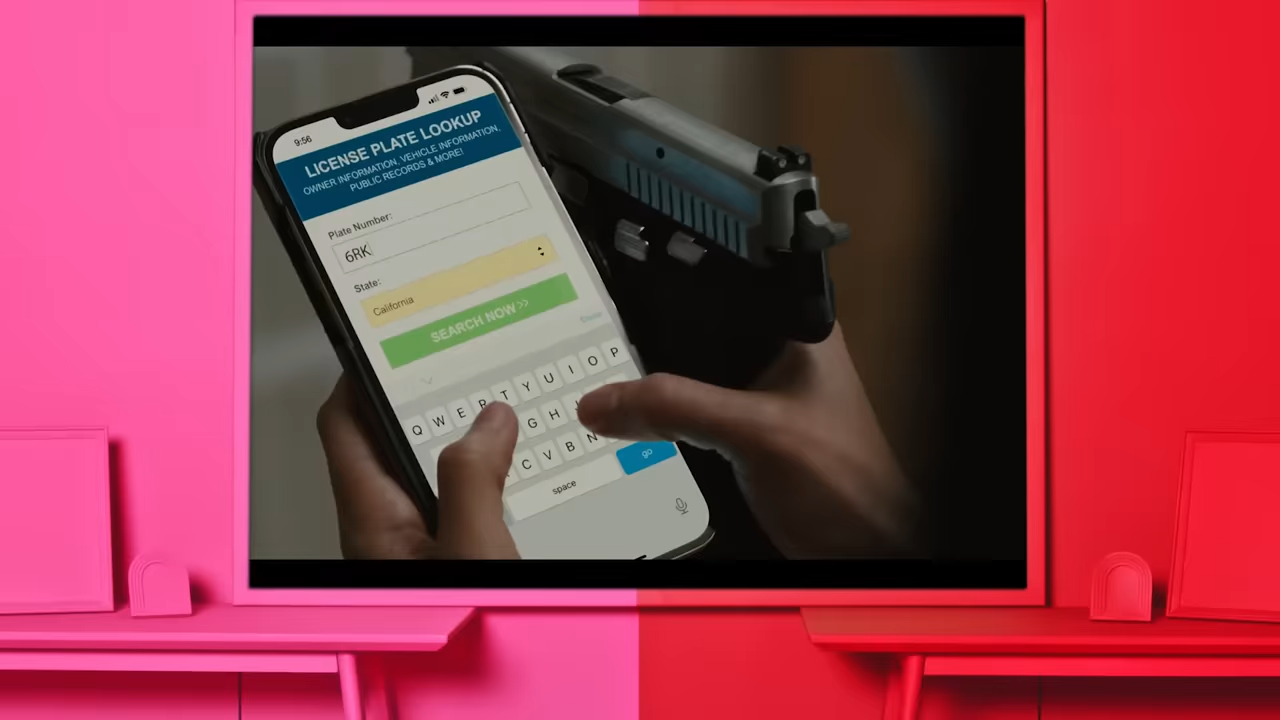 9:56
LICENSE PLATE LOOKUP
OWNER INFORMATION, VEHICLE INFORMATION,
PUBLIC RECORDS & MORE!
Plate Number:
6RK
State:
California
SEARCH NOW >>
Q W E R T Y U I O P
G H
C V B N
space
go